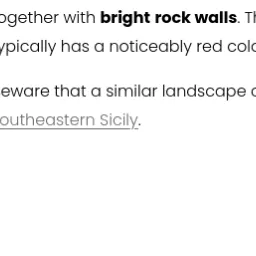 ogether with bright rock walls. Th
ypically has a noticeably red colo
eware that a similar landscape c
outheastern Sicily.